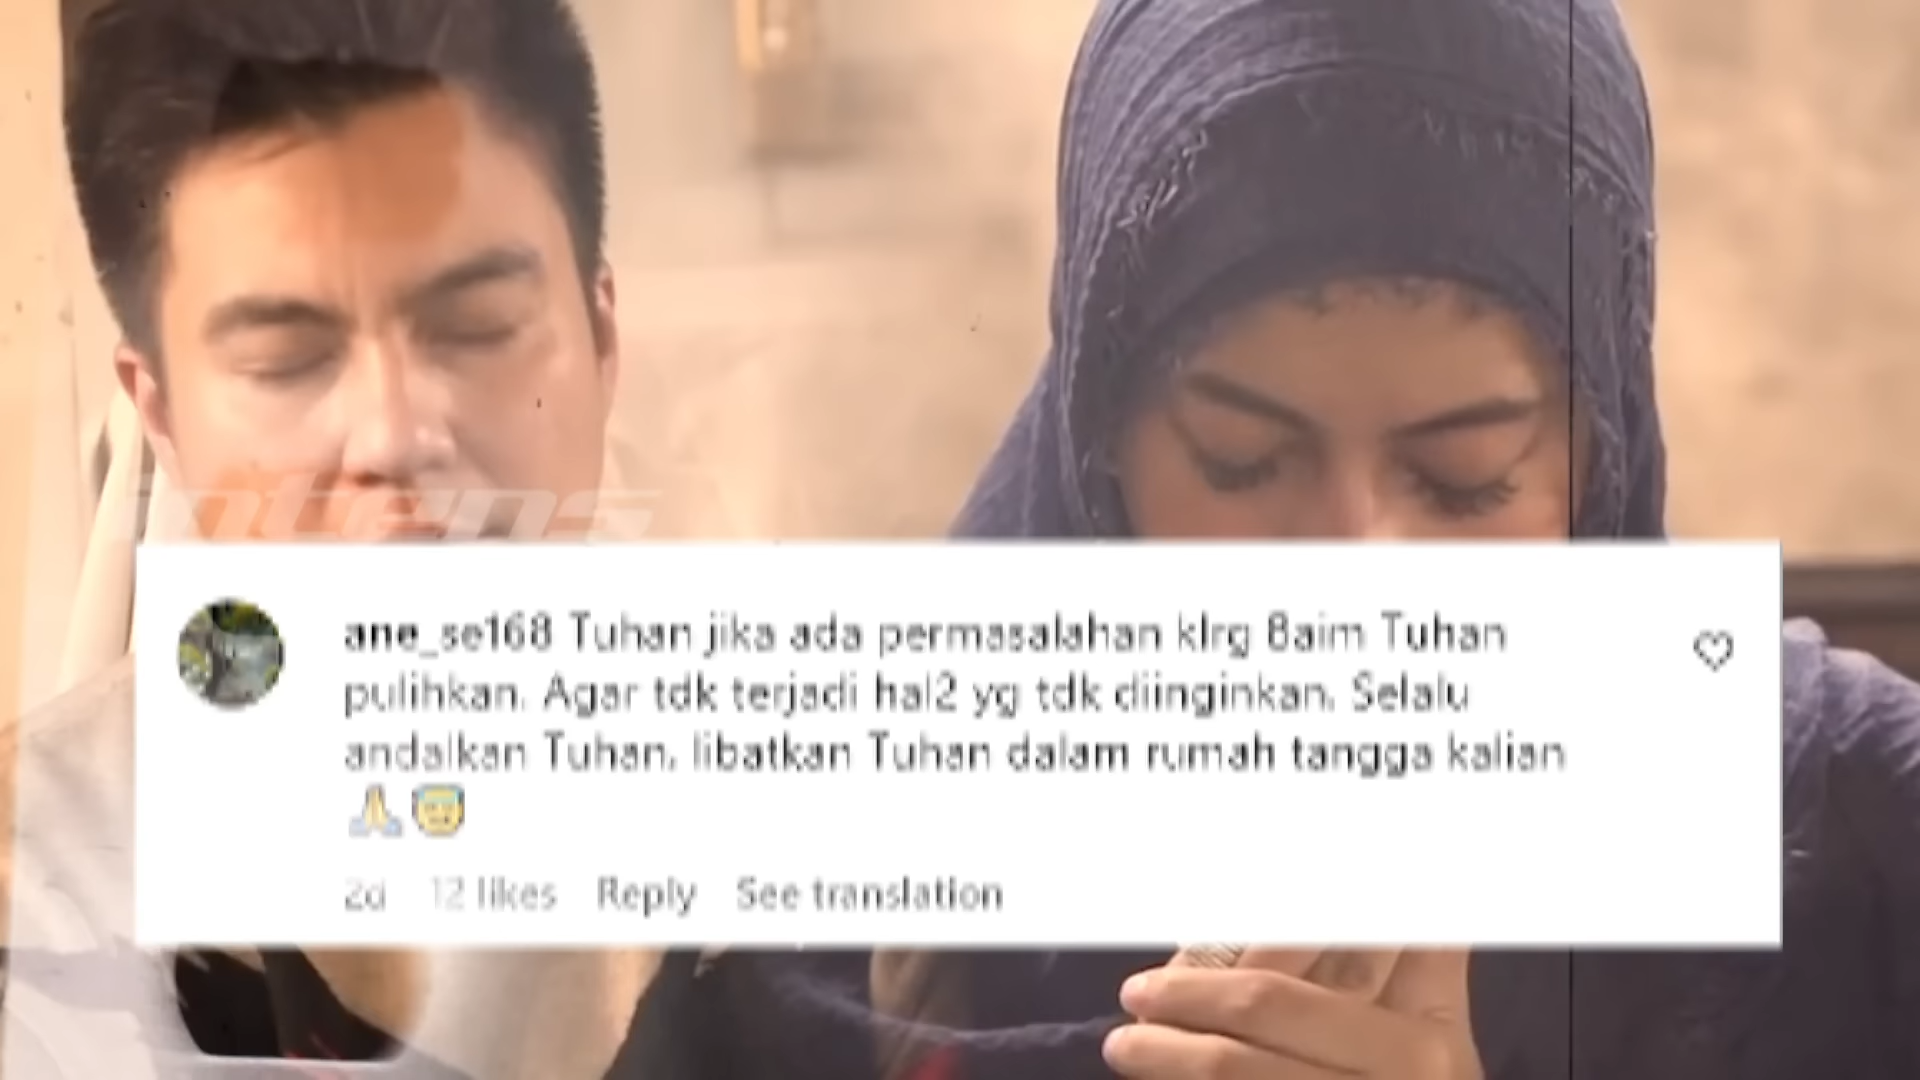 intens
ane_se168 Tuhan jika ada permasalahan klrg Baim Tuhan
pulihkan. Agar tdk terjadi hal2 yg tdk diinginkan. Selalu
andalkan Tuhan, libatkan Tuhan dalam rumah tangga kalian
🙏😇
2d 12 likes Reply See translation